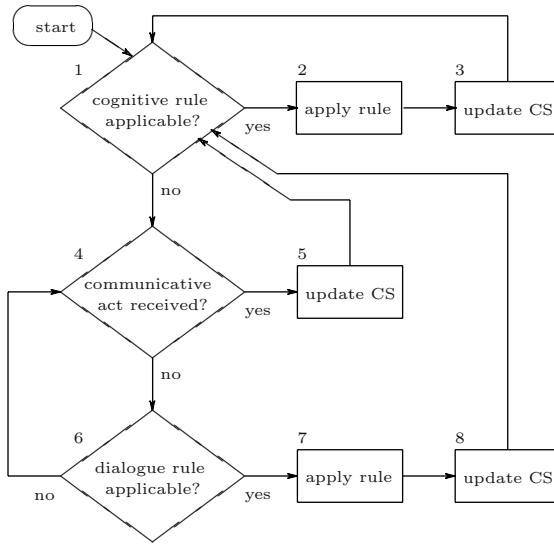 start
1
cognitive rule
applicable?
yes
2
apply rule
3
update CS
no
4
communicative
act received?
yes
5
update CS
no
6
dialogue rule
applicable?
no
yes
7
apply rule
8
update CS